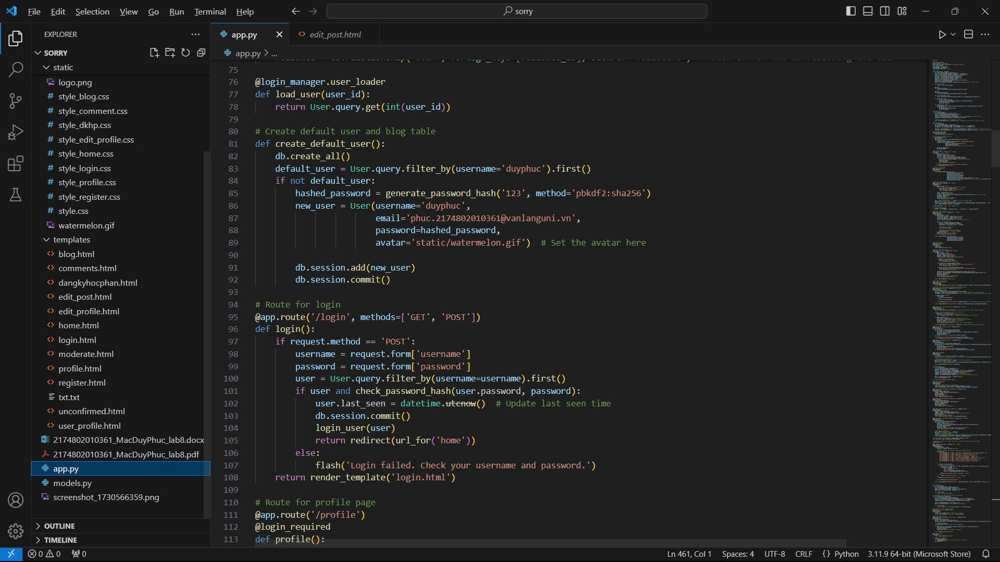 File Edit Selection View Go Run Terminal Help
sorry
EXPLORER
SORRY
static
logo.png
style_blog.css
style_comment.css
style_dkhp.css
style_edit_profile.css
style_home.css
style_login.css
style_profile.css
style_register.css
style.css
watermelon.gif
templates
blog.html
comments.html
dangkyhocphan.html
edit_post.html
edit_profile.html
home.html
login.html
moderate.html
profile.html
register.html
txt.txt
unconfirmed.html
user_profile.html
2174802010361_MacDuyPhuc_lab8.docx
2174802010361_MacDuyPhuc_lab8.pdf
app.py
models.py
screenshot_1730566359.png
OUTLINE
TIMELINE
app.py
edit_post.html
app.py > ...
75
76 @login_manager.user_loader
77 def load_user(user_id):
78     return User.query.get(int(user_id))
79
80 # Create default user and blog table
81 def create_default_user():
82     db.create_all()
83     default_user = User.query.filter_by(username='duyphuc').first()
84     if not default_user:
85         hashed_password = generate_password_hash('123', method='pbkdf2:sha256')
86         new_user = User(username='duyphuc',
87                         email='phuc.2174802010361@vanlanguni.vn',
88                         password=hashed_password,
89                         avatar='static/watermelon.gif')  # Set the avatar here
90
91         db.session.add(new_user)
92         db.session.commit()
93
94 # Route for login
95 @app.route('/login', methods=['GET', 'POST'])
96 def login():
97     if request.method == 'POST':
98         username = request.form['username']
99         password = request.form['password']
100         user = User.query.filter_by(username=username).first()
101         if user and check_password_hash(user.password, password):
102             user.last_seen = datetime.utcnow()  # Update last seen time
103             db.session.commit()
104             login_user(user)
105             return redirect(url_for('home'))
106         else:
107             flash('Login failed. Check your username and password.')
108     return render_template('login.html')
109
110 # Route for profile page
111 @app.route('/profile')
112 @login_required
113 def profile():
0 0 0
Ln 461, Col 1 Spaces: 4 UTF-8 CRLF {} Python 3.11.9 64-bit (Microsoft Store)